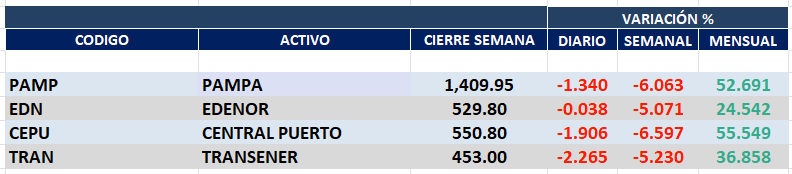 VARIACIÓN %
CODIGO ACTIVO CIERRE SEMANA DIARIO SEMANAL MENSUAL
PAMP PAMPA 1,409.95 -1.340 -6.063 52.691
EDN EDENOR 529.80 -0.038 -5.071 24.542
CEPU CENTRAL PUERTO 550.80 -1.906 -6.597 55.549
TRAN TRANSENER 453.00 -2.265 -5.230 36.858